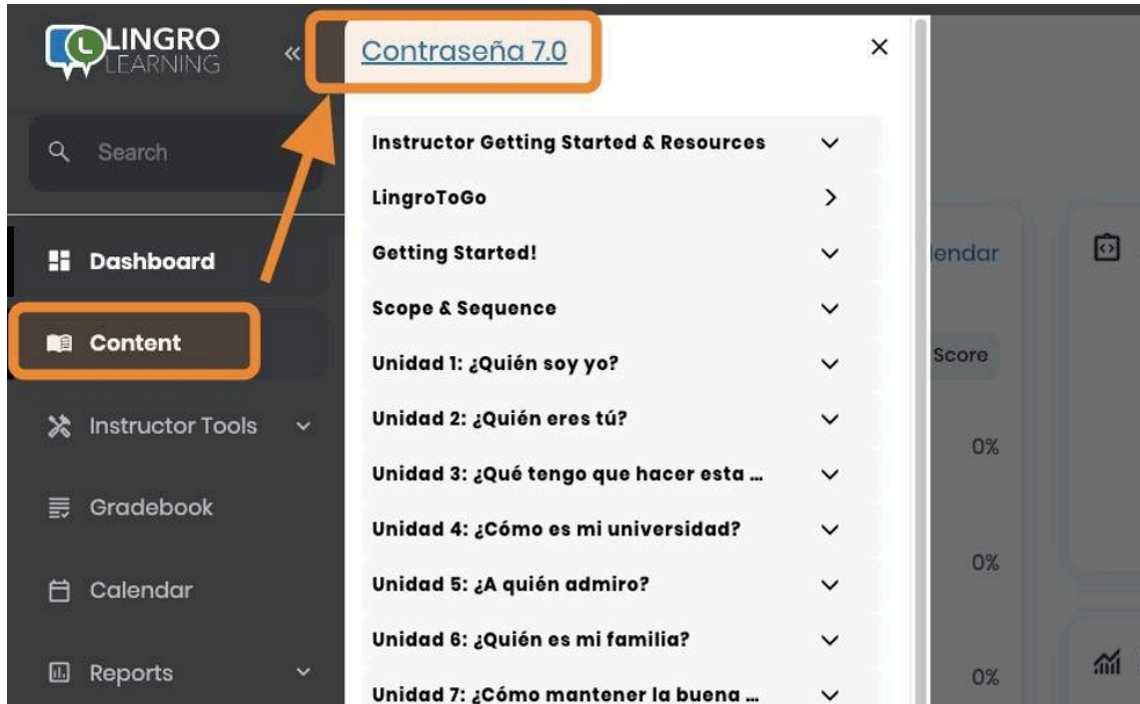 LINGRO
LEARNING
«
Search
Dashboard
Content
Instructor Tools
Gradebook
Calendar
Reports
Contraseña 7.0
Instructor Getting Started & Resources
LingroToGo
Getting Started!
Scope & Sequence
Unidad 1: ¿Quién soy yo?
Unidad 2: ¿Quién eres tú?
Unidad 3: ¿Qué tengo que hacer esta ...
Unidad 4: ¿Cómo es mi universidad?
Unidad 5: ¿A quién admiro?
Unidad 6: ¿Quién es mi familia?
Unidad 7: ¿Cómo mantener la buena ...
lendar
Score
0%
0%
0%